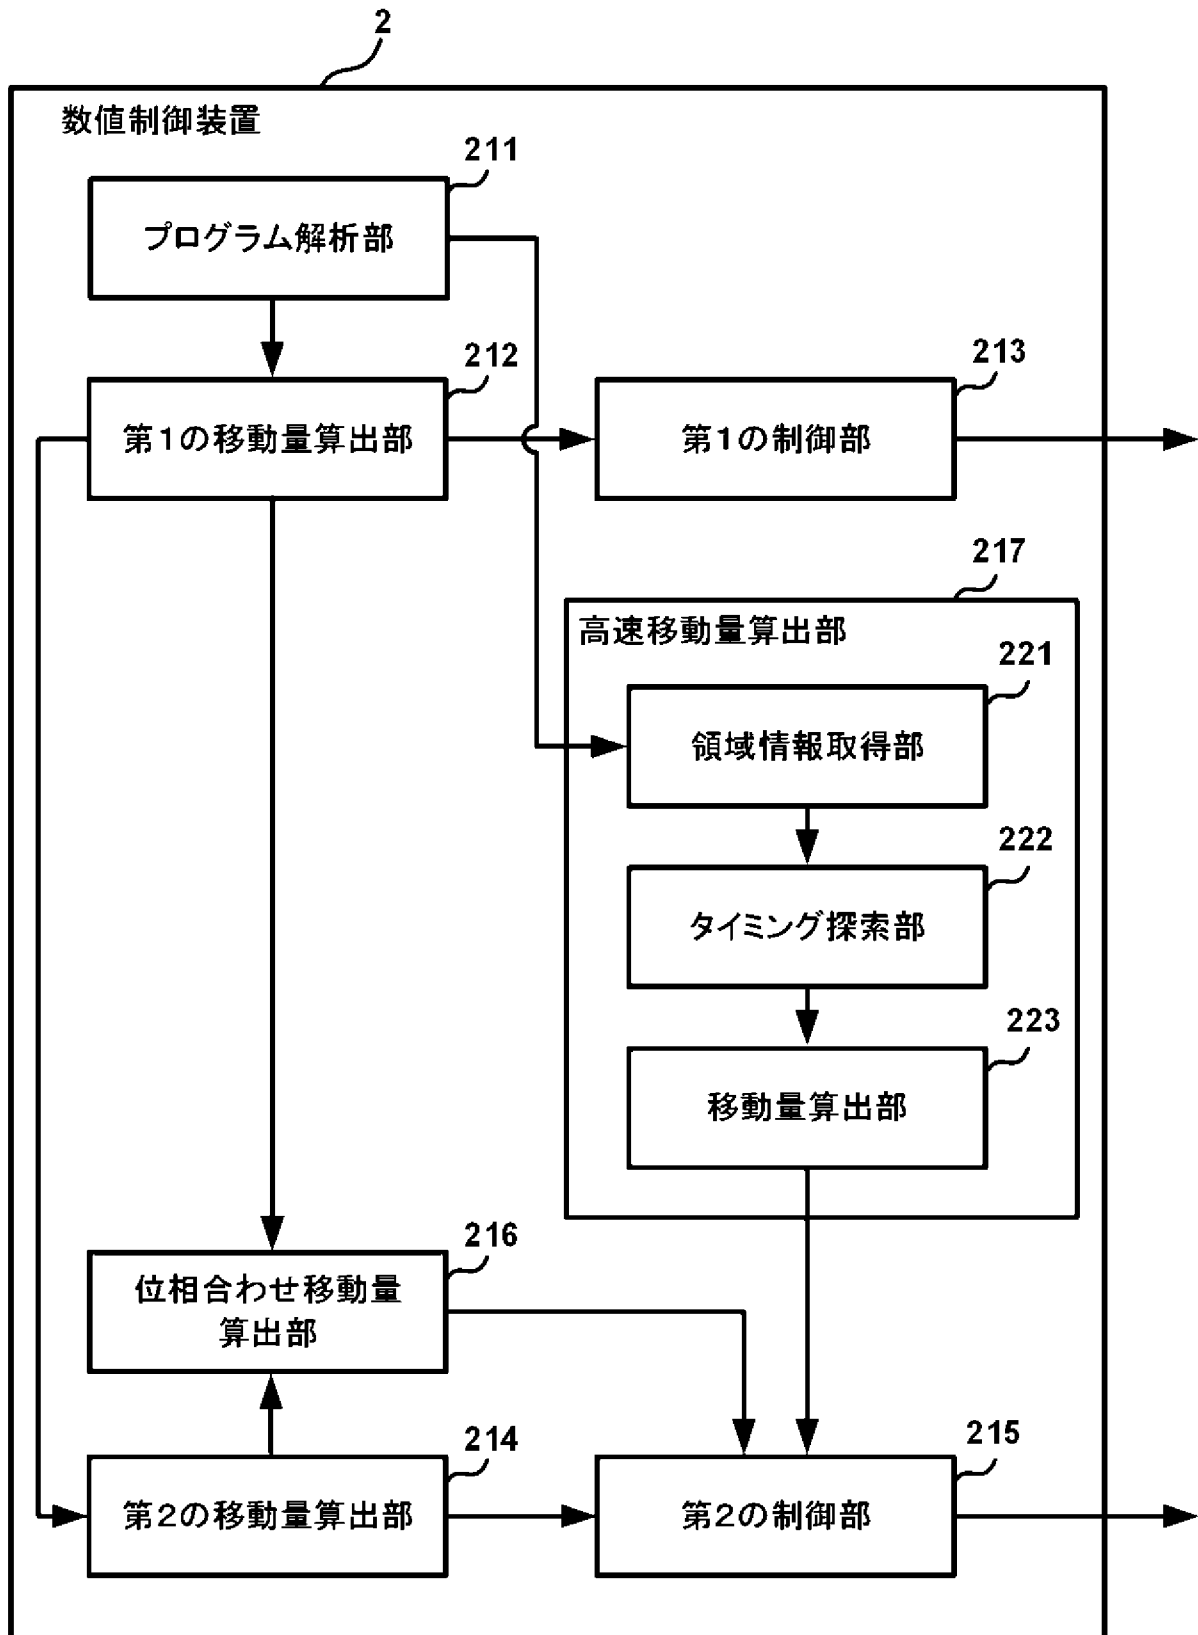 2
数値制御装置
211
プログラム解析部
212
第1の移動量算出部
213
第1の制御部
217
高速移動量算出部
221
領域情報取得部
222
タイミング探索部
223
移動量算出部
216
位相合わせ移動量
算出部
214
第2の移動量算出部
215
第2の制御部